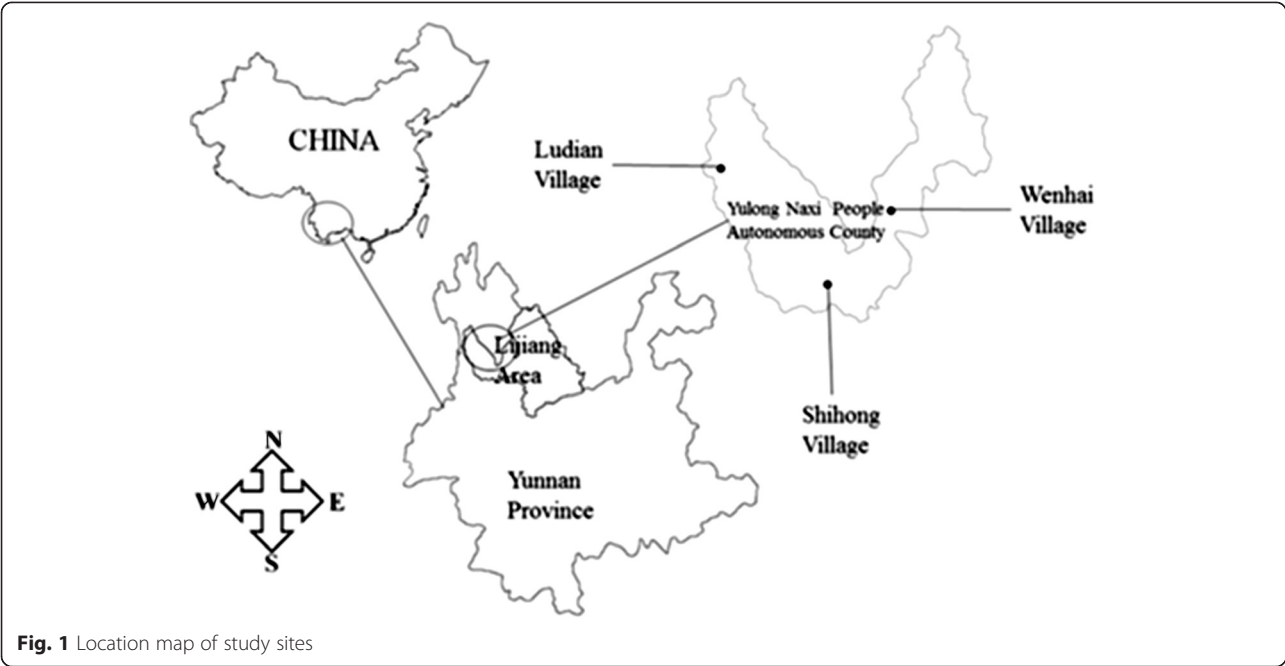 CHINA
Ludian
Village
Yulong Naxi People
Autonomous County
Wenhai
Village
Lijiang
Area
Shihong
Village
Yunnan
Province
N
W
E
S
Fig. 1 Location map of study sites